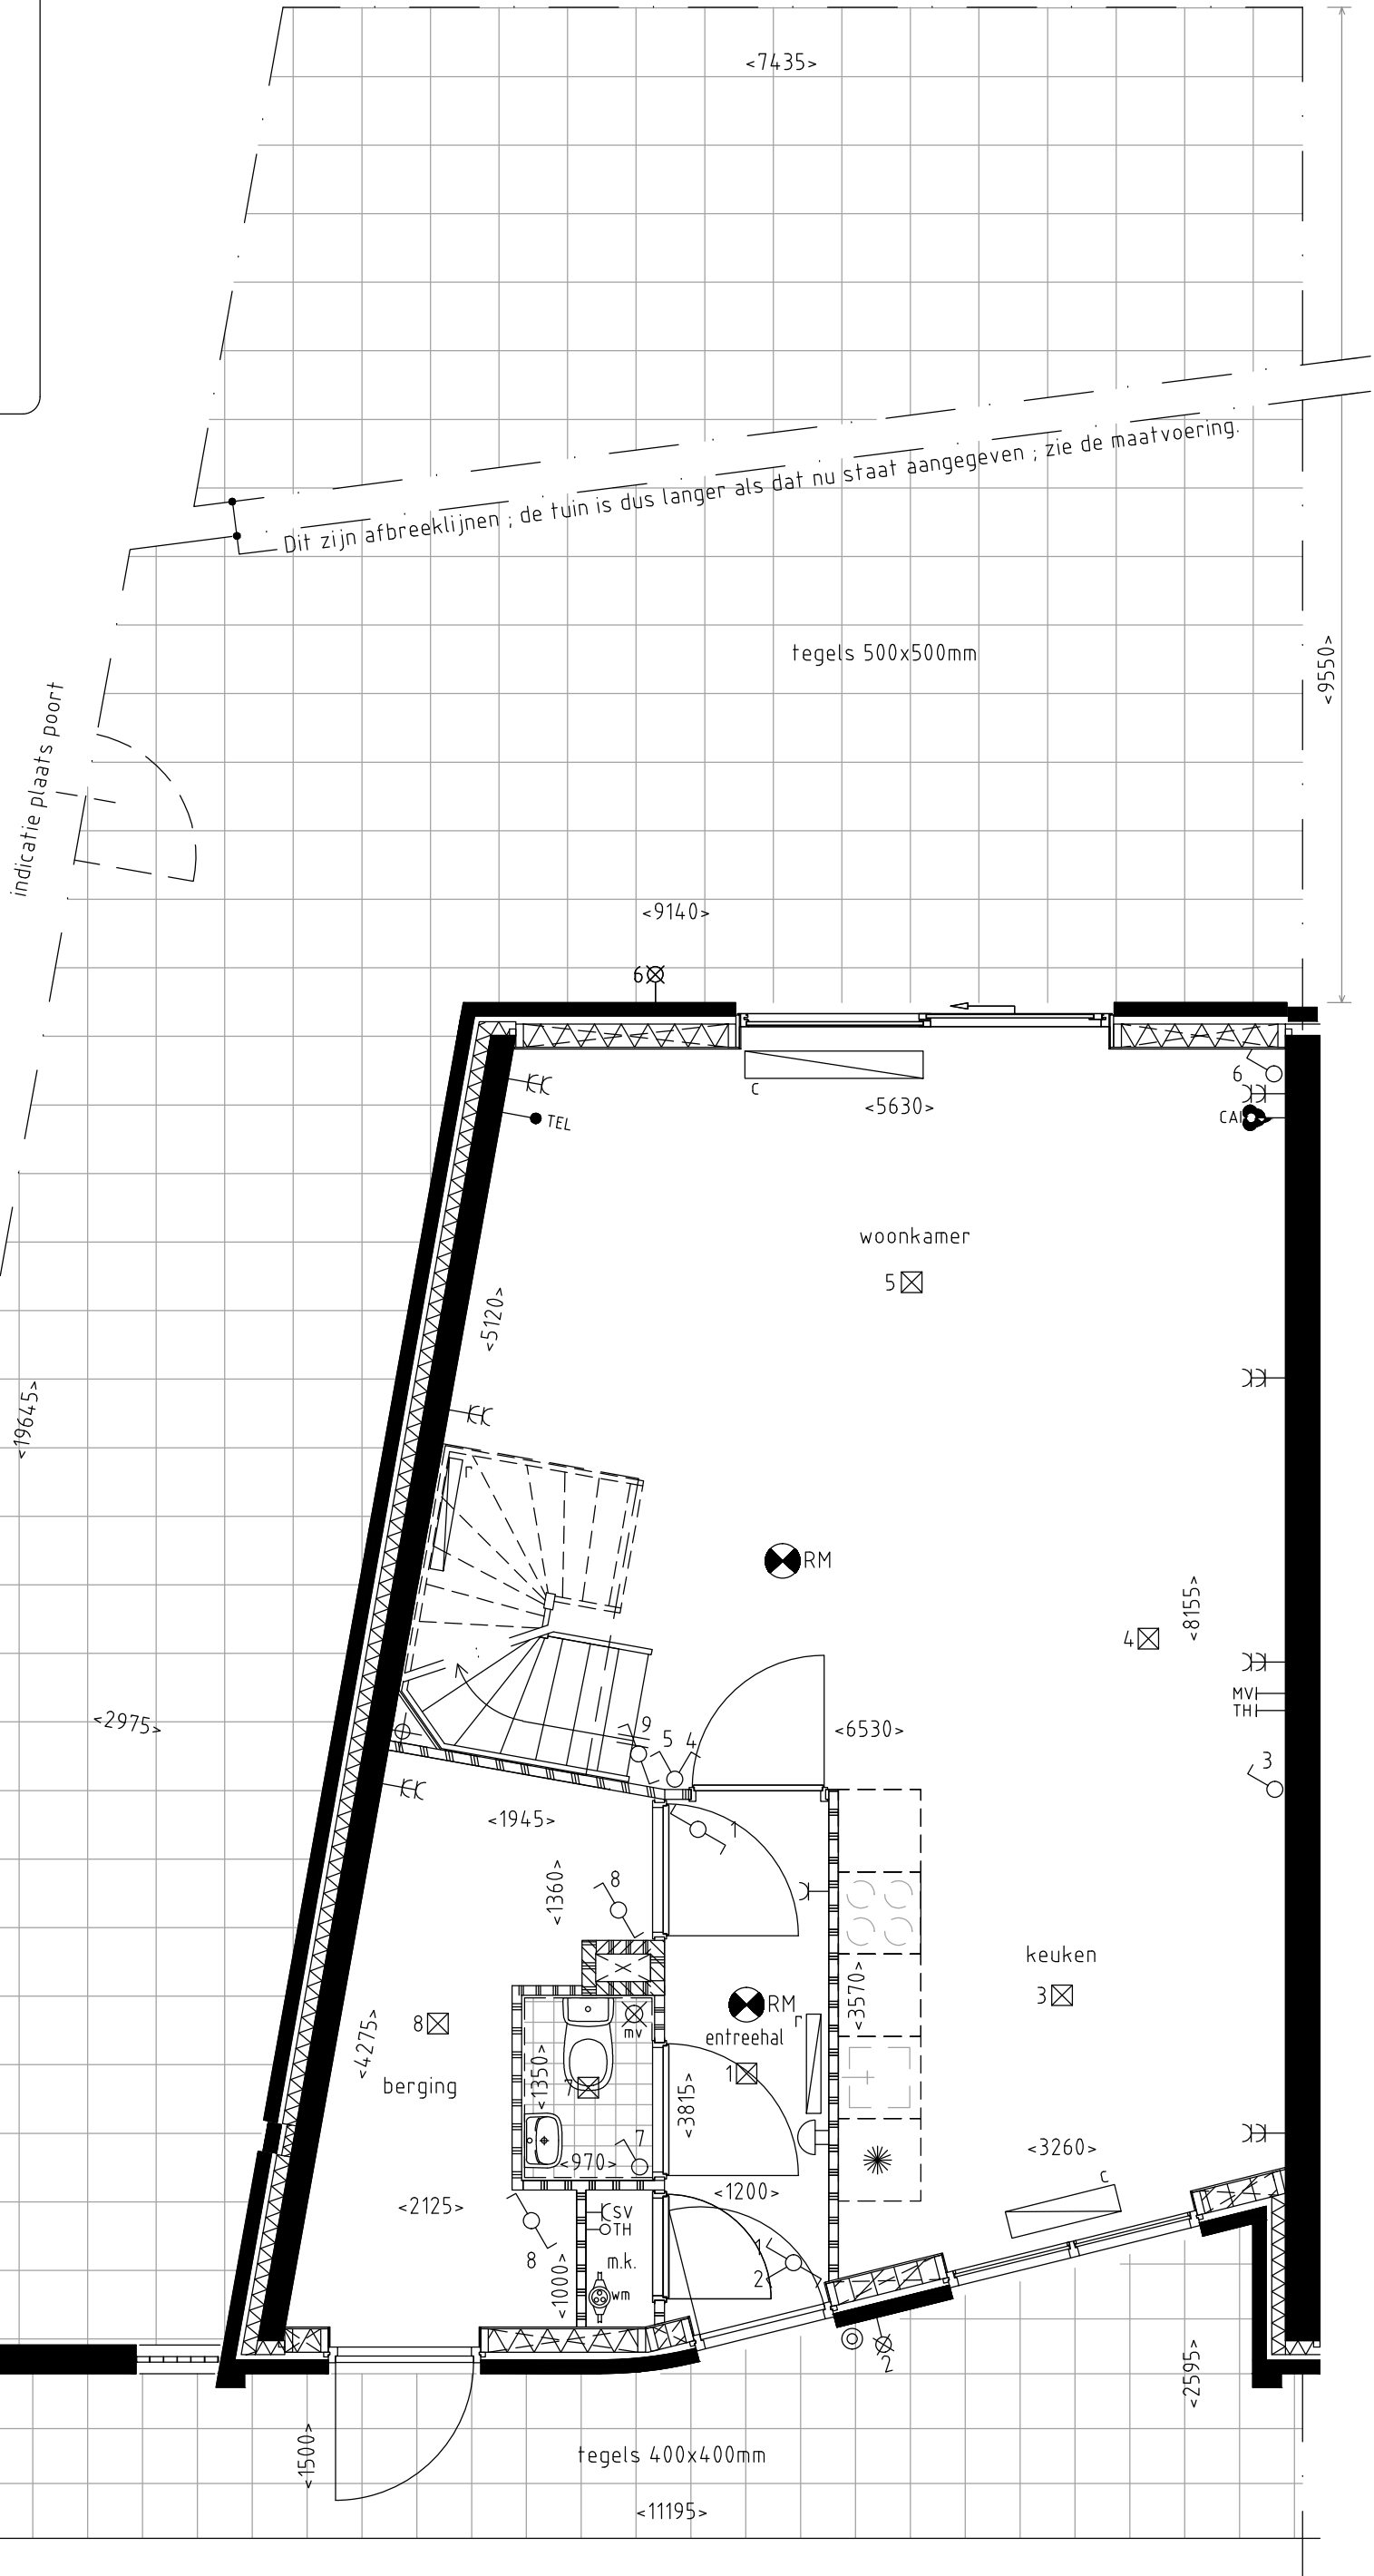 <7435>
Dit zijn afbreeklijnen ; de tuin is dus langer als dat nu staat aangegeven ; zie de maatvoering.
tegels 500x500mm
<9550>
indicatie plaats poort
<9140>
6
c
<5630>
6
TEL
CAI
woonkamer
5
<5120>
<19645>
r
RM
<8155>
4
MV
TH
<2975>
9
5
4
<6530>
3
1
<1945>
<1360>
8
keuken
3
<3570>
RM
r
mv
entreehal
8
<4275>
berging
<1350>
7
1
<3815>
7
<970>
<3260>
c
<1200>
<2125>
SV
TH
8
m.k.
<1000>
wm
1
2
2
<2595>
<1500>
tegels 400x400mm
<11195>